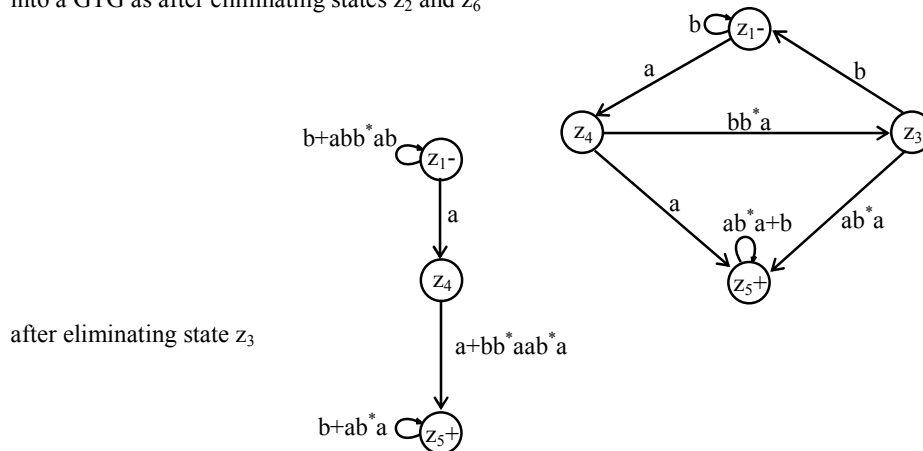 into a GTG as after eliminating states z2 and z6
b
z1-
a
b
z4
bb*a
z3
a
ab*a+b
ab*a
z5+
b+abb*ab
z1-
a
z4
after eliminating state z3
a+bb*aab*a
b+ab*a
z5+